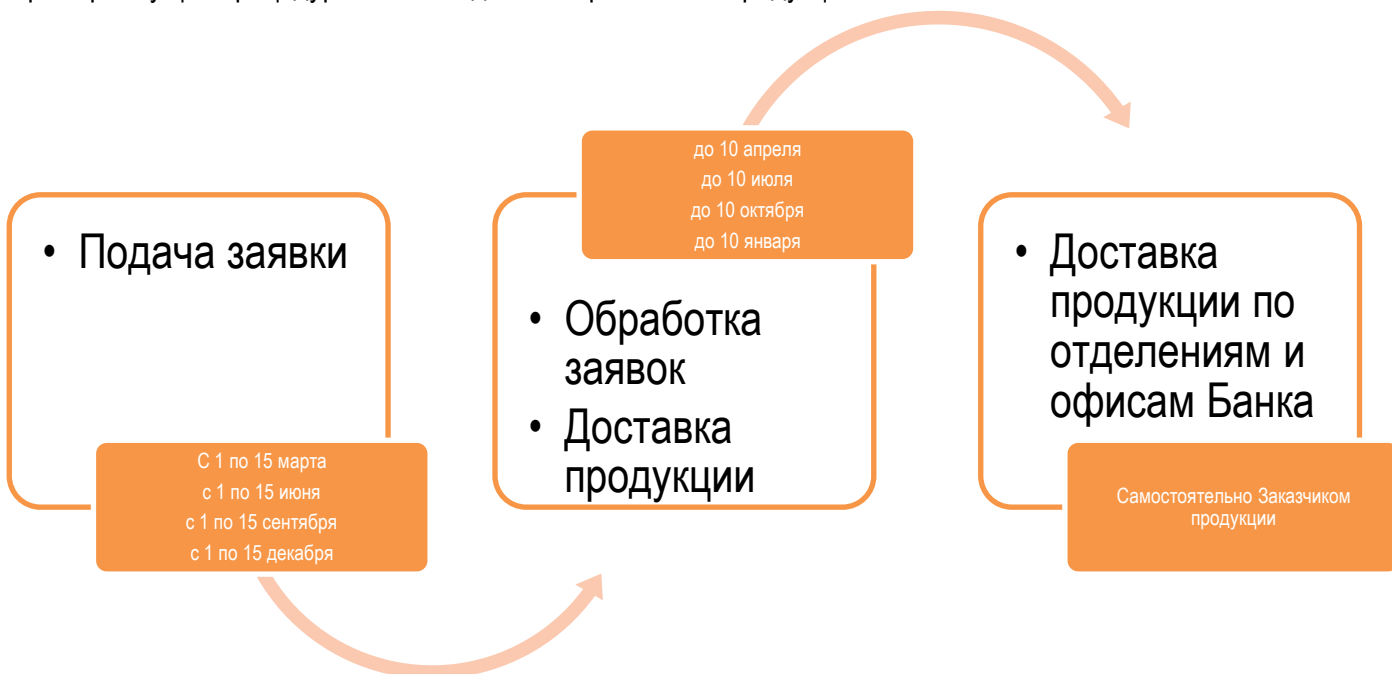 • Подача заявки
С 1 по 15 марта
с 1 по 15 июня
с 1 по 15 сентября
с 1 по 15 декабря
до 10 апреля
до 10 июля
до 10 октября
до 10 января
• Обработка
заявок
• Доставка
продукции
• Доставка
продукции по
отделениям и
офисам Банка
Самостоятельно Заказчиком
продукции